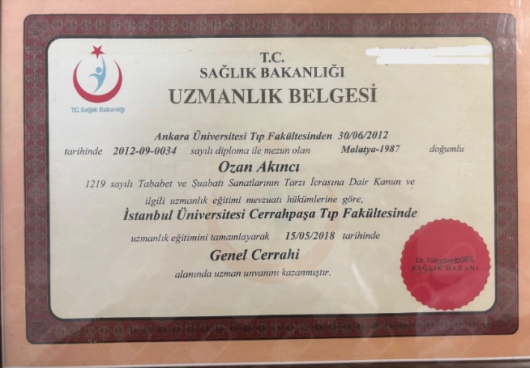 T.C.
SAĞLIK BAKANLIĞI
UZMANLIK BELGESİ
T.C. Sağlık Bakanlığı
Ankara Üniversitesi Tıp Fakültesinden 30/06/2012
tarihinde 2012-09-0034 sayılı diploma ile mezun olan Malatya-1987 doğumlu
Ozan Akıncı
1219 sayılı Tababet ve Şuabatı Sanatlarının Tarzı İcrasına Dair Kanun ve
ilgili uzmanlık eğitimi mevzuatı hükümlerine göre,
İstanbul Üniversitesi Cerrahpaşa Tıp Fakültesinde
uzmanlık eğitimini tamamlayarak 15/05/2018 tarihinde
Genel Cerrahi
alanında uzman unvanını kazanmıştır.
Dr. KOCA
SAĞLIK BAKANI